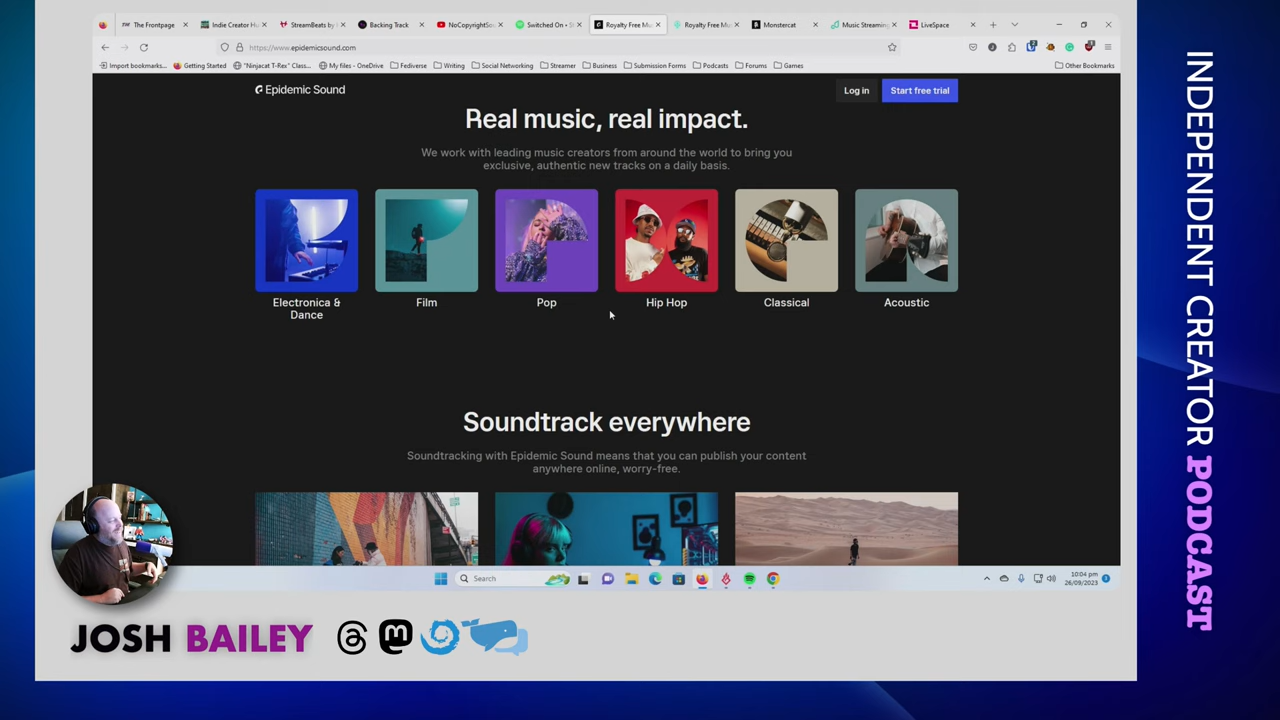 The Frontpage
Indie Creator H
StreamBeats by
Backing Track
NoCopyrightSou
Switched On • S
Royalty Free Mu
Royalty Free Mu
Monstercat
Music Streaming
LiveSpace
https://www.epidemicsound.com
Import bookmarks...
Getting Started
"Ninjacat T-Rex" Class...
My files - OneDrive
Fediverse
Writing
Social Networking
Streamer
Business
Submission Forms
Podcasts
Forums
Games
Other Bookmarks
Epidemic Sound
Log in
Start free trial
Real music, real impact.
We work with leading music creators from around the world to bring you
exclusive, authentic new tracks on a daily basis.
Electronica &
Dance
Film
Pop
Hip Hop
Classical
Acoustic
Soundtrack everywhere
Soundtracking with Epidemic Sound means that you can publish your content
anywhere online, worry-free.
Search
10:04 pm
26/09/2023
JOSH BAILEY
INDEPENDENT CREATOR PODCAST